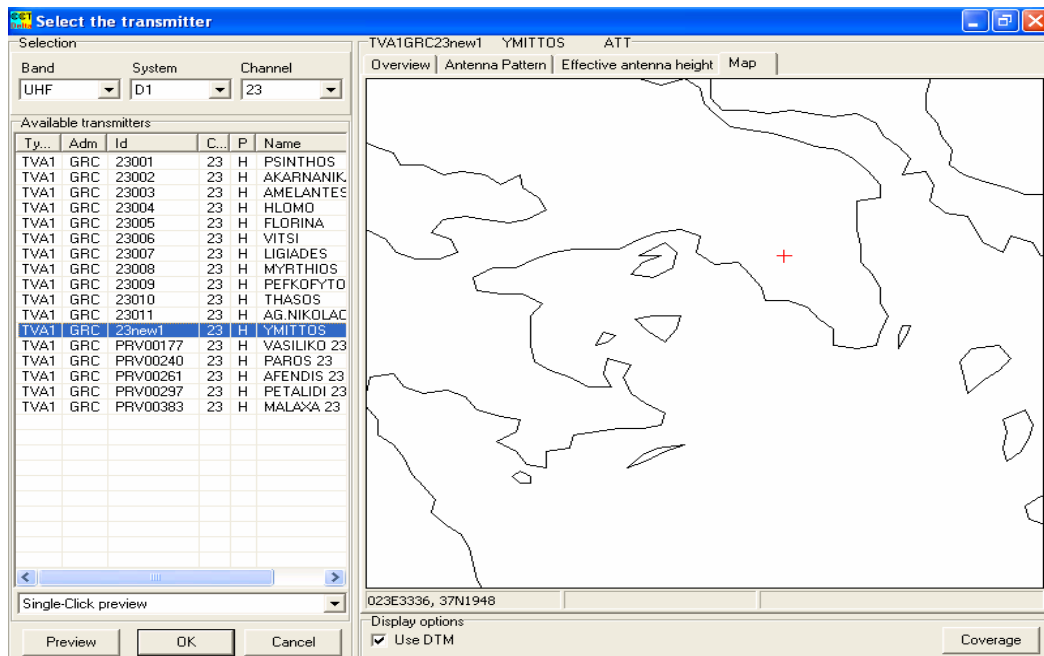 CCT Delta Select the transmitter
Selection
Band System Channel
UHF D1 23
Available transmitters
Ty... Adm Id C... P Name
TVA1 GRC 23001 23 H PSINTHOS
TVA1 GRC 23002 23 H AKARNANIK
TVA1 GRC 23003 23 H AMELANTES
TVA1 GRC 23004 23 H HLOMO
TVA1 GRC 23005 23 H FLORINA
TVA1 GRC 23006 23 H VITSI
TVA1 GRC 23007 23 H LIGIADES
TVA1 GRC 23008 23 H MYRTHIOS
TVA1 GRC 23009 23 H PEFKOFYTO
TVA1 GRC 23010 23 H THASOS
TVA1 GRC 23011 23 H AG.NIKOLAO
TVA1 GRC 23new1 23 H YMITTOS
TVA1 GRC PRV00177 23 H VASILIKO 23
TVA1 GRC PRV00240 23 H PAROS 23
TVA1 GRC PRV00261 23 H AFENDIS 23
TVA1 GRC PRV00297 23 H PETALIDI 23
TVA1 GRC PRV00383 23 H MALAXA 23
Single-Click preview
Preview OK Cancel
TVA1GRC23new1 YMITTOS ATT
Overview Antenna Pattern Effective antenna height Map
023E3336, 37N1948
Display options
Use DTM Coverage